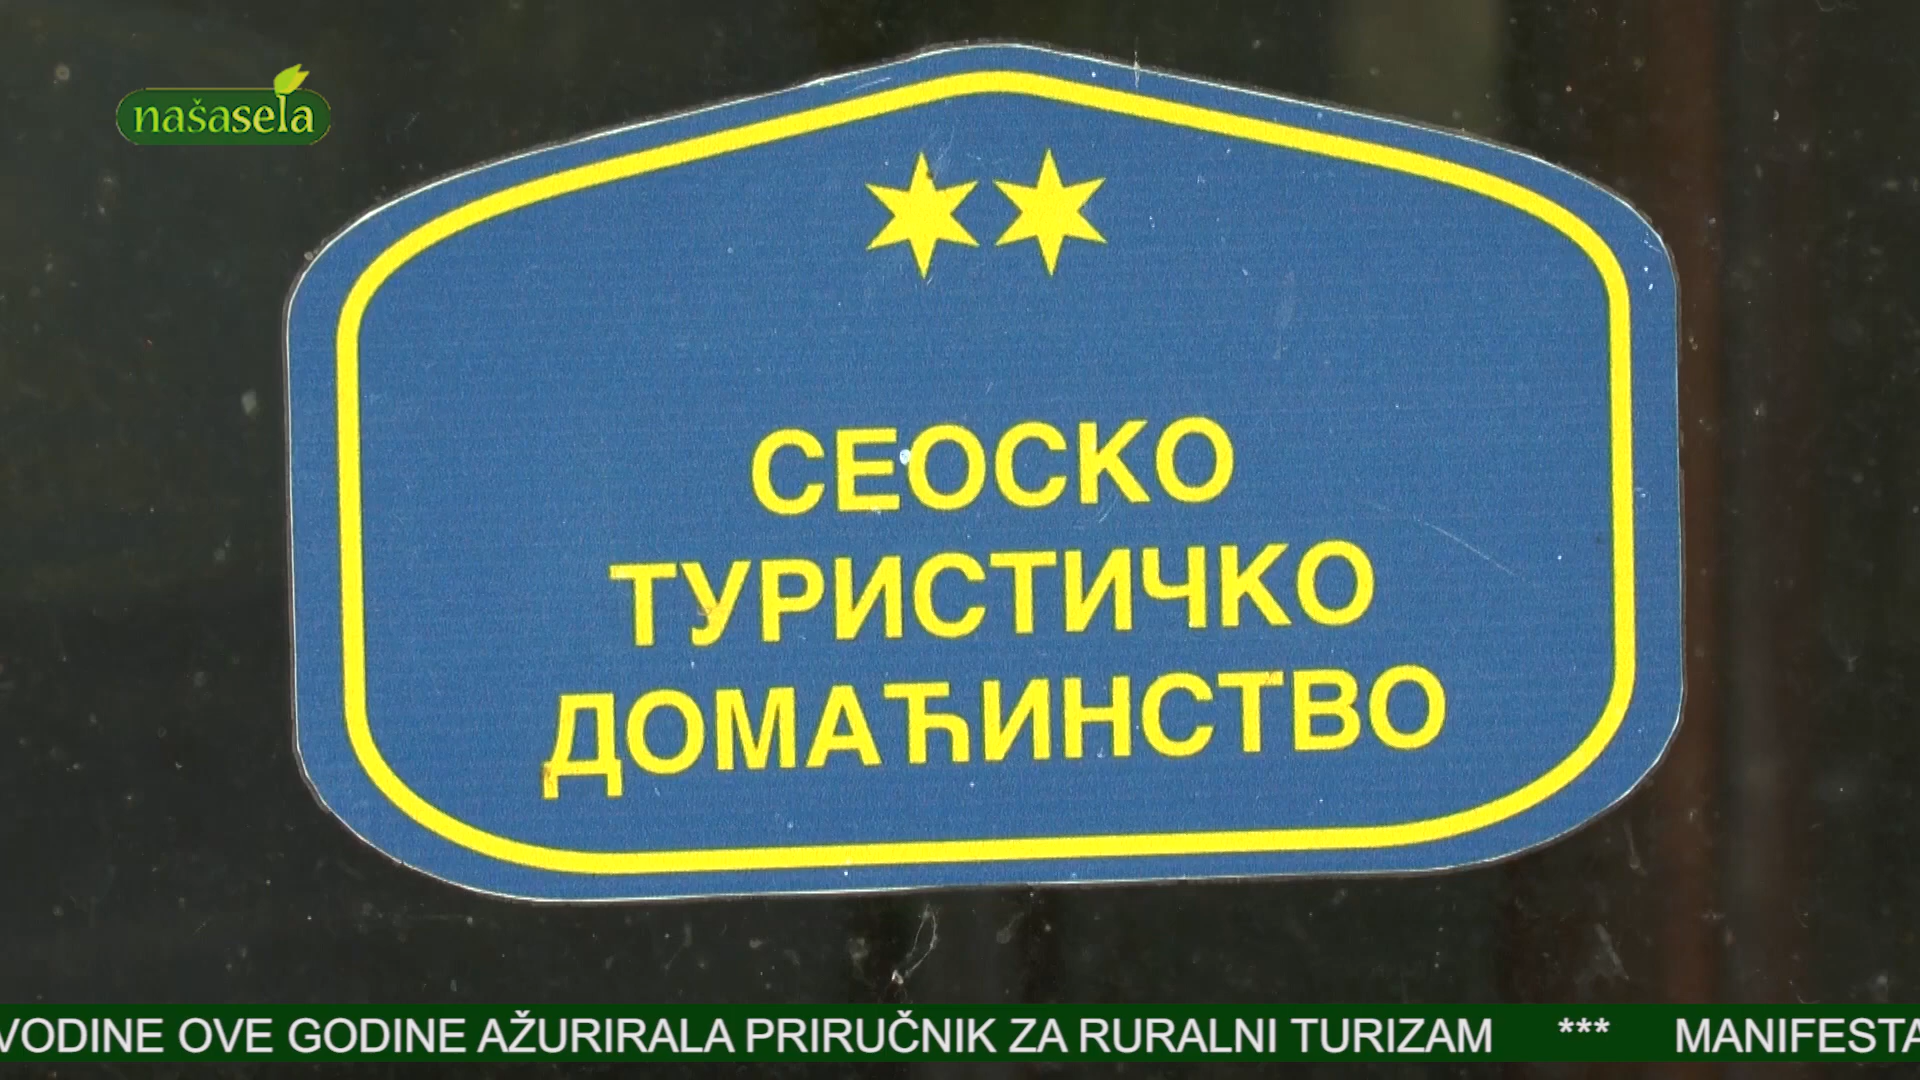 našasela
СЕОСКО
ТУРИСТИЧКО
ДОМАЋИНСТВО
VODINE OVE GODINE AŽURIRALA PRIRUČNIK ZA RURALNI TURIZAM *** MANIFESTA